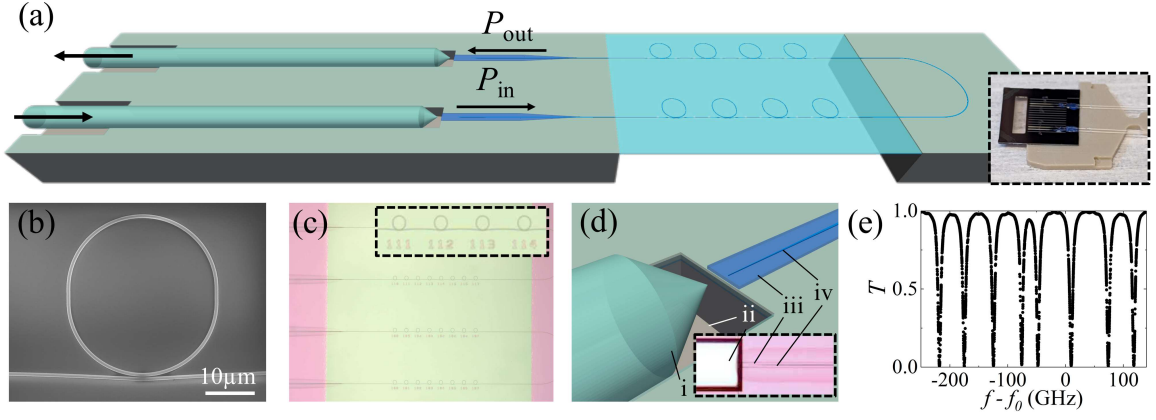 (a)
P_out
P_in
(b)
10μm
(c)
111 112 113 114
(d)
i
ii
iii
iv
(e)
T
1.0
0.5
0.0
-200 -100 0 100
f - f_0 (GHz)